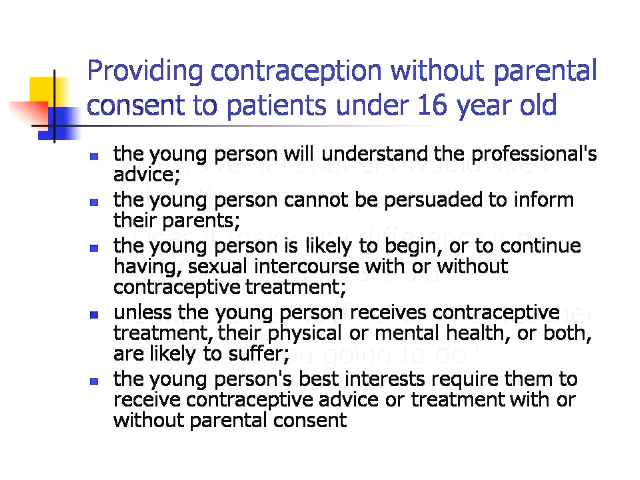 Providing contraception without parental
consent to patients under 16 year old
the young person will understand the professional's
advice;
the young person cannot be persuaded to inform
their parents;
the young person is likely to begin, or to continue
having, sexual intercourse with or without
contraceptive treatment;
unless the young person receives contraceptive
treatment, their physical or mental health, or both,
are likely to suffer;
the young person's best interests require them to
receive contraceptive advice or treatment with or
without parental consent